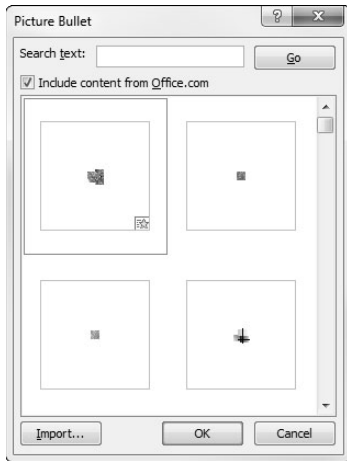 Picture Bullet
Search text:
Go
Include content from Office.com
Import... OK Cancel